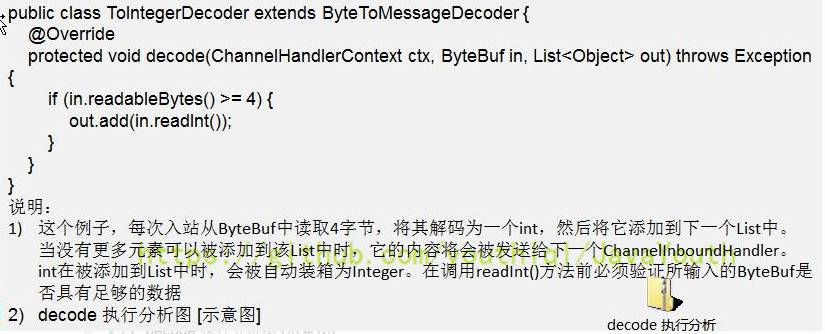 public class ToIntegerDecoder extends ByteToMessageDecoder {
@Override
protected void decode(ChannelHandlerContext ctx, ByteBuf in, List<Object> out) throws Exception
{
if (in.readableBytes() >= 4) {
out.add(in.readInt());
}
}
}
说明：
1) 这个例子，每次入站从ByteBuf中读取4字节，将其解码为一个int，然后将它添加到下一个List中。
当没有更多元素可以被添加到该List中时，它的内容将会被发送给下一个ChannelInboundHandler。
int在被添加到List中时，会被自动装箱为Integer。在调用readInt()方法前必须验证所输入的ByteBuf是
否具有足够的数据
2) decode 执行分析图 [示意图]
decode 执行分析
https://github.com/youthlql/JavaYouth